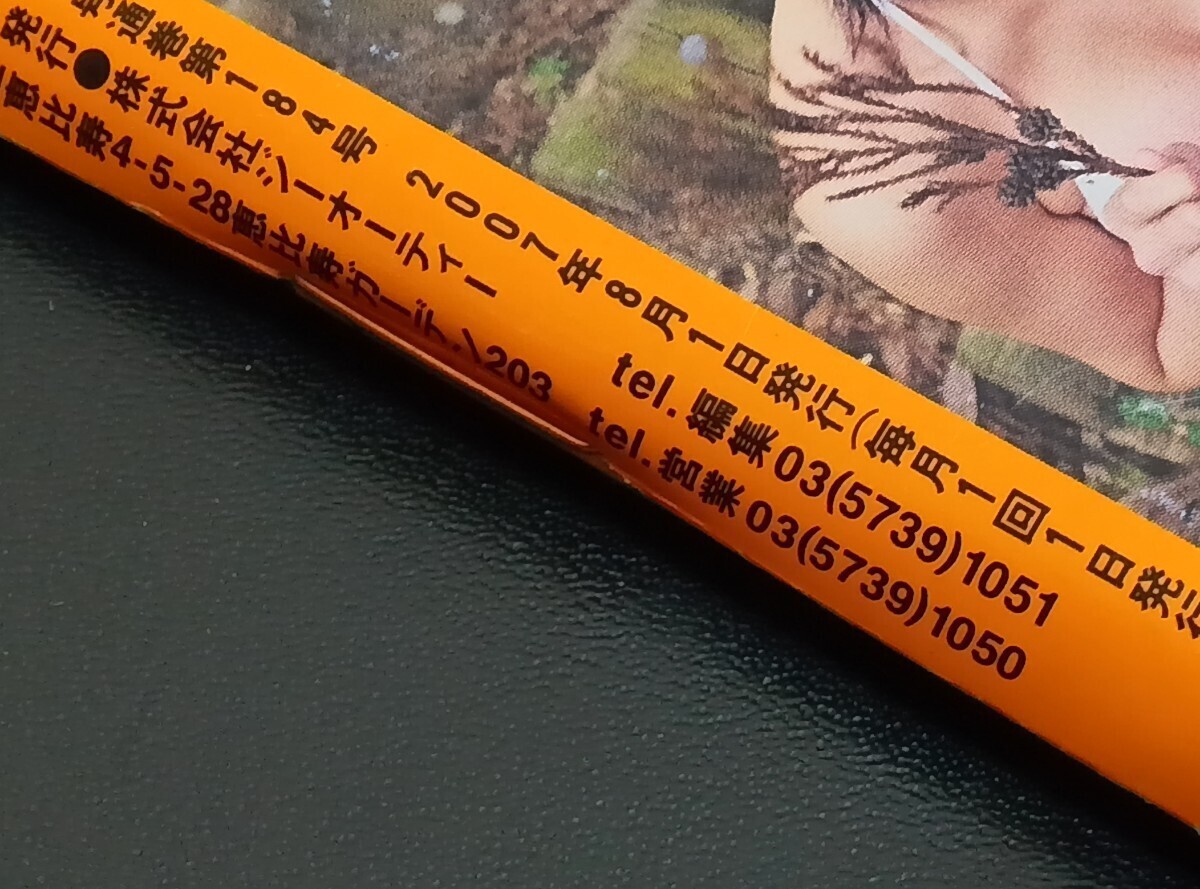 号通巻第184号 2007年8月1日発行(毎月1回1日発行
発行●株式会社ジーオーティー tel.編集03(5739)1051
恵比寿4-5-28恵比寿ガーデン203 tel.営業03(5739)1050